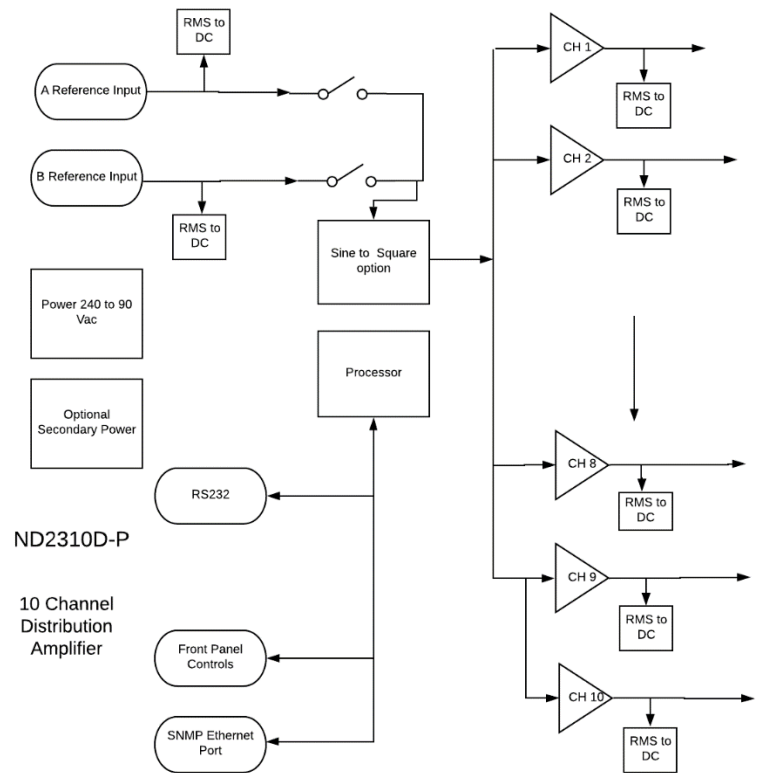 RMS to
DC
A Reference Input
B Reference Input
RMS to
DC
Sine to Square
option
Power 240 to 90
Vac
Processor
Optional
Secondary Power
RS232
ND2310D-P
10 Channel
Distribution
Amplifier
Front Panel
Controls
SNMP Ethernet
Port
CH 1
RMS to
DC
CH 2
RMS to
DC
CH 8
RMS to
DC
CH 9
RMS to
DC
CH 10
RMS to
DC